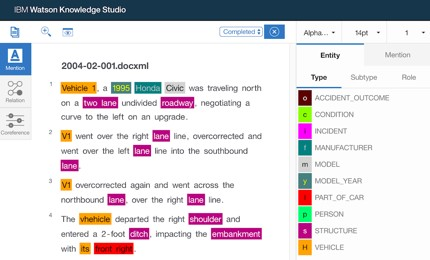 IBM Watson Knowledge Studio
Completed
Alpha...
14pt
1
Mention
Relation
Coreference
2004-02-001.docxml
1 Vehicle 1, a 1995 Honda Civic was traveling north
on a two lane undivided roadway, negotiating a
curve to the left on an upgrade.
2 V1 went over the right lane line, overcorrected and
went over the left lane line into the southbound
lane.
3 V1 overcorrected again and went across the
northbound lane, over the right lane line.
4 The vhehicle departed the right shoulder and
entered a 2-foot ditch, impacting the embankment
with its front right.
Entity Mention
Type Subtype Role
o ACCIDENT_OUTCOME
c CONDITION
I INCIDENT
f MANUFACTURER
m MODEL
y MODEL_YEAR
r PART_OF_CAR
p PERSON
s STRUCTURE
H VEHICLE